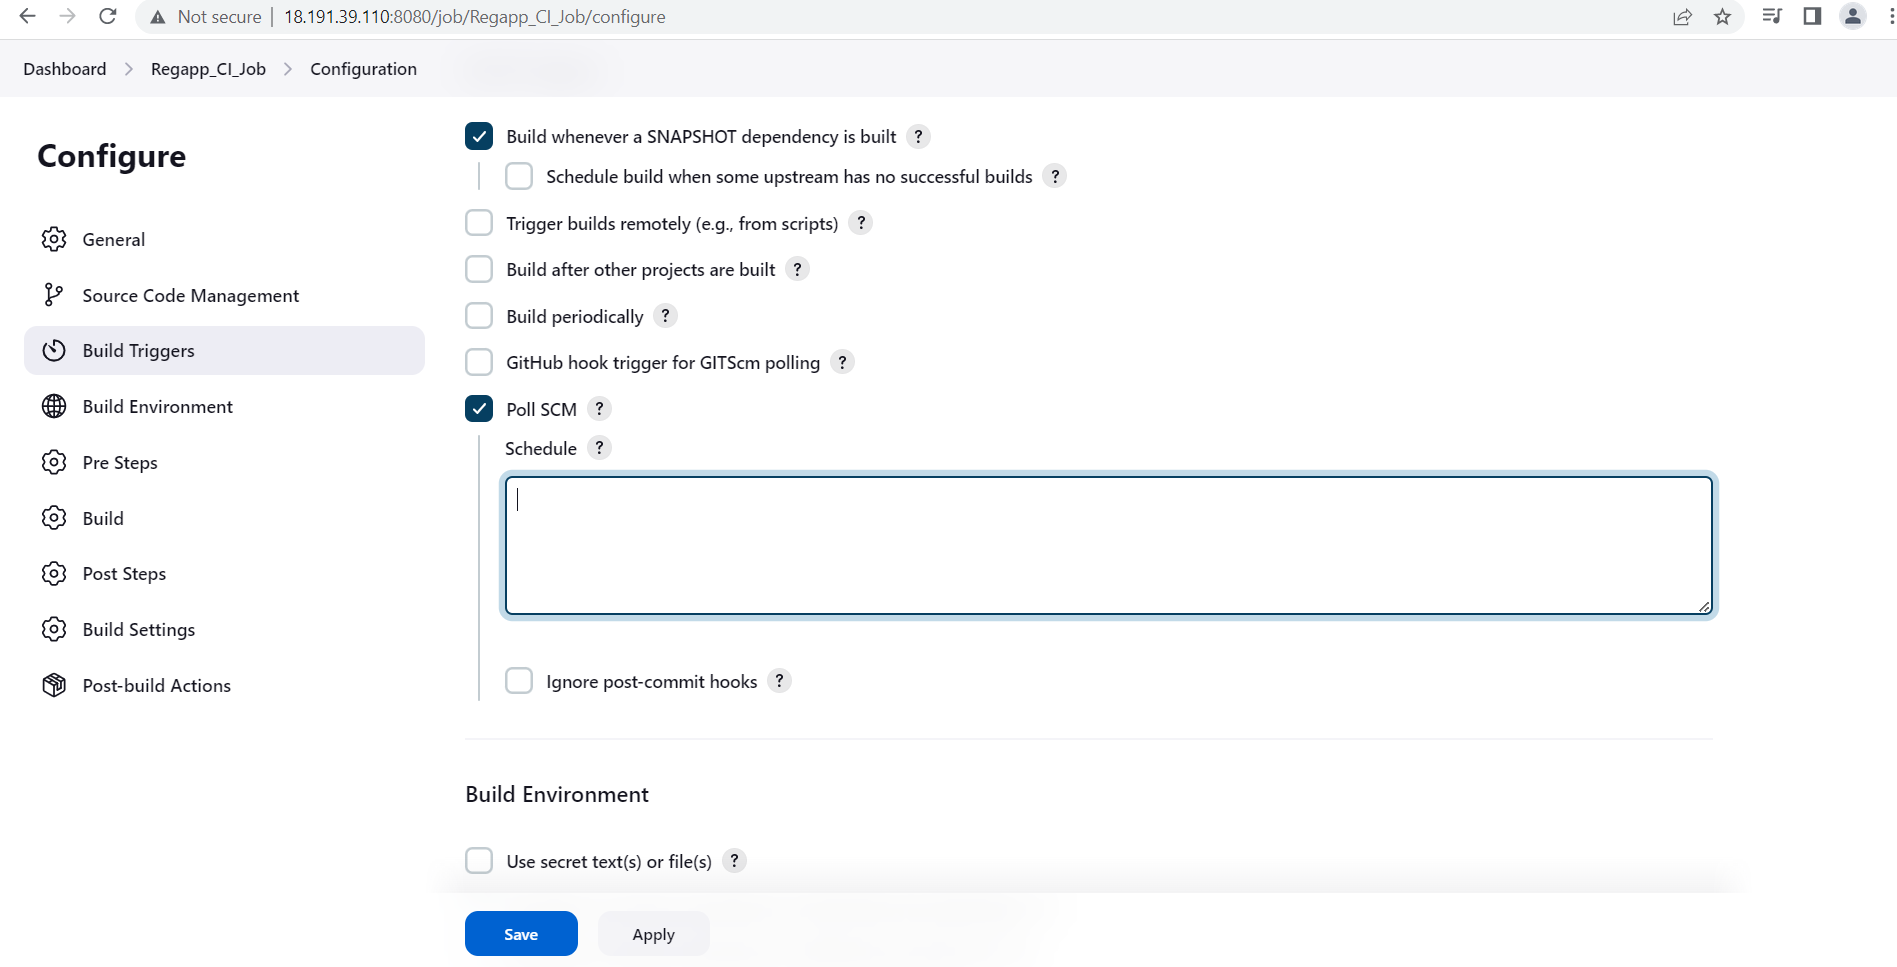 Not secure | 18.191.39.110:8080/job/Regapp_CI_Job/configure
Dashboard > Regapp_CI_Job > Configuration
Configure
General
Source Code Management
Build Triggers
Build Environment
Pre Steps
Build
Post Steps
Build Settings
Post-build Actions
Build whenever a SNAPSHOT dependency is built ?
Schedule build when some upstream has no successful builds ?
Trigger builds remotely (e.g., from scripts) ?
Build after other projects are built ?
Build periodically ?
GitHub hook trigger for GITScm polling ?
Poll SCM ?
Schedule ?
Ignore post-commit hooks ?
Build Environment
Use secret text(s) or file(s) ?
Save
Apply